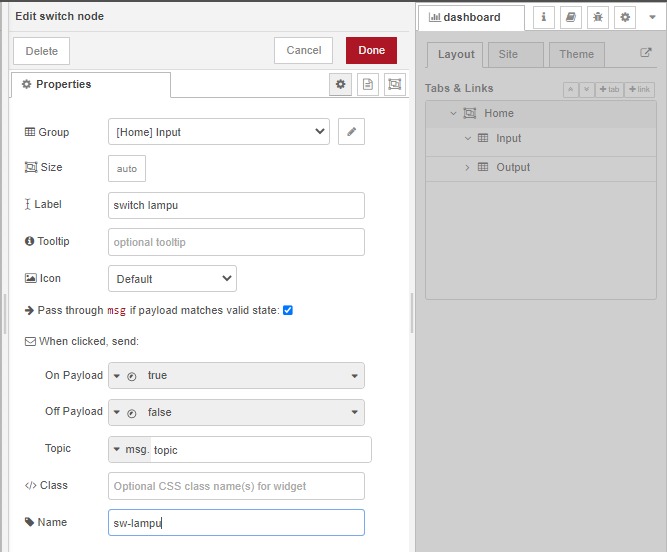 Edit switch node
Delete
Cancel
Done
Properties
Group
[Home] Input
Size
auto
Label
switch lampu
Tooltip
optional tooltip
Icon
Default
Pass through msg if payload matches valid state:
When clicked, send:
On Payload
true
Off Payload
false
Topic
msg. topic
</> Class
Optional CSS class name(s) for widget
Name
sw-lampu
dashboard
i
Layout
Site
Theme
Tabs & Links
+ tab
+ link
Home
Input
Output